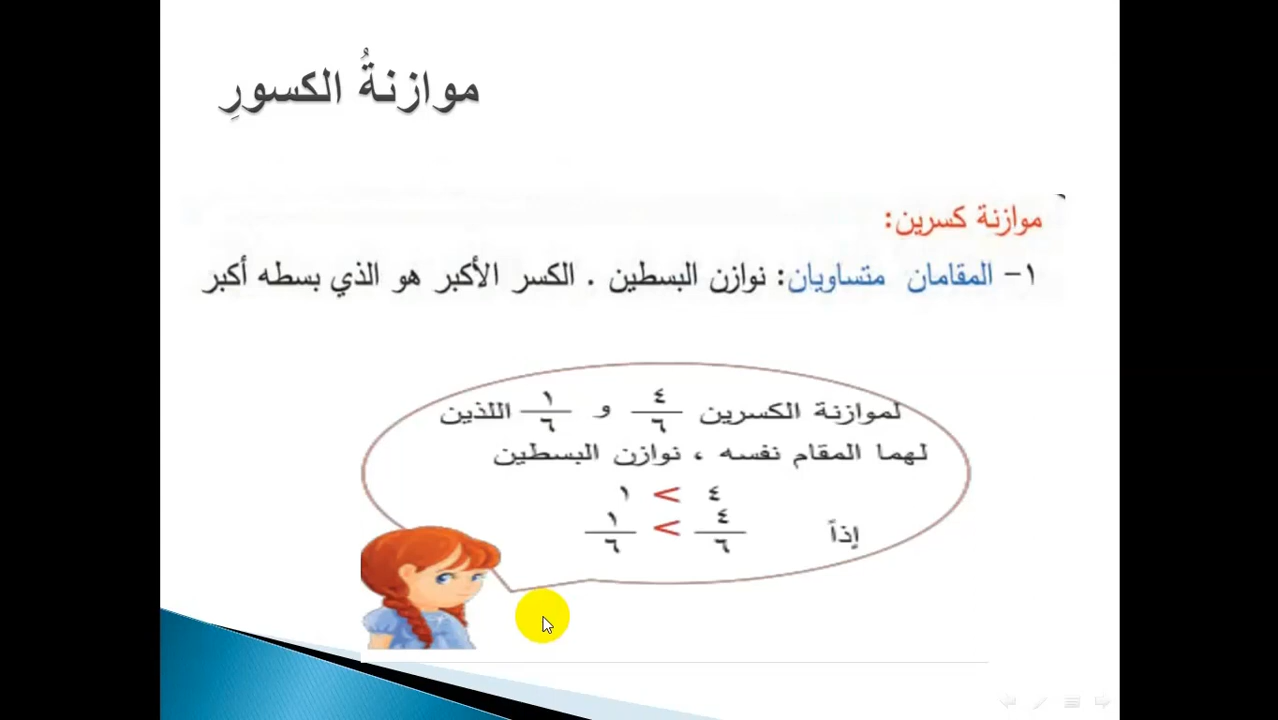 موازنةُ الكسورِ
موازنة كسرين:
١- المقامان متساويان: نوازن البسطين . الكسر الأكبر هو الذي بسطه أكبر
لموازنة الكسرين ٤/٦ و ١/٦ اللذين
لهما المقام نفسه ، نوازن البسطين
٤ > ١
إذاً ٤/٦ > ١/٦